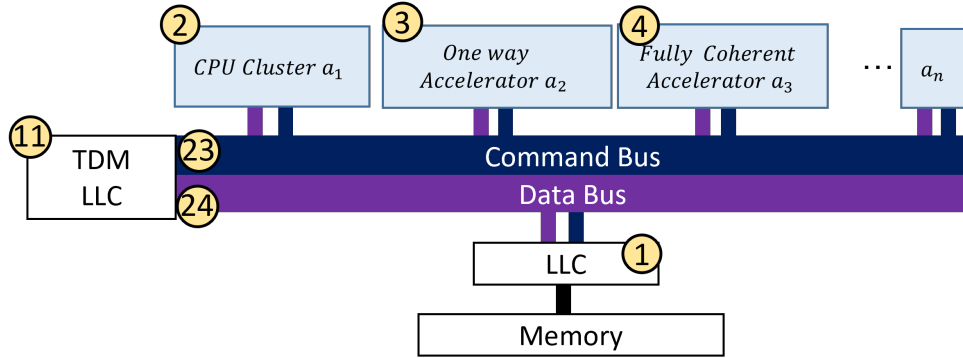 2
CPU Cluster a1
3
One way
Accelerator a2
4
Fully Coherent
Accelerator a3
...
an
11
TDM
LLC
23
Command Bus
24
Data Bus
LLC
1
Memory